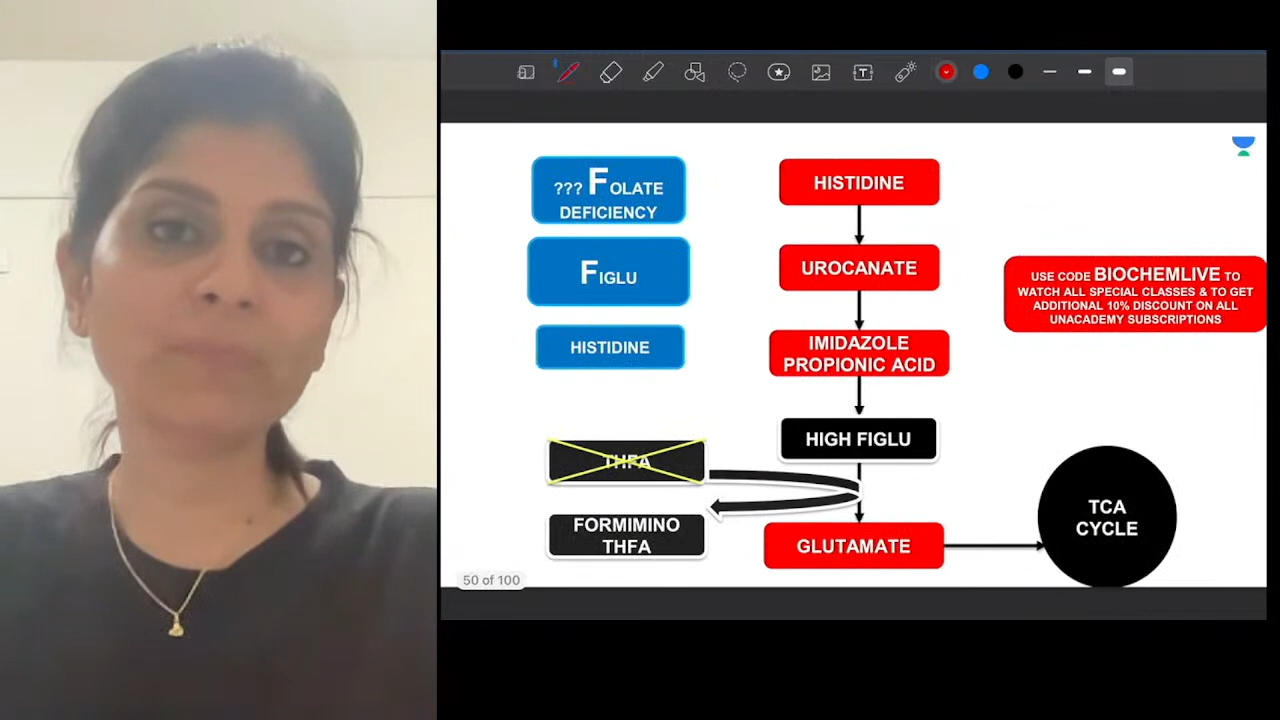 ??? FOLATE
DEFICIENCY
FIGLU
HISTIDINE
THFA
FORMIMINO
THFA
HISTIDINE
UROCANATE
IMIDAZOLE
PROPIONIC ACID
HIGH FIGLU
GLUTAMATE
USE CODE BIOCHEMLIVE TO
WATCH ALL SPECIAL CLASSES & TO GET
ADDITIONAL 10% DISCOUNT ON ALL
UNACADEMY SUBSCRIPTIONS
TCA
CYCLE
50 of 100